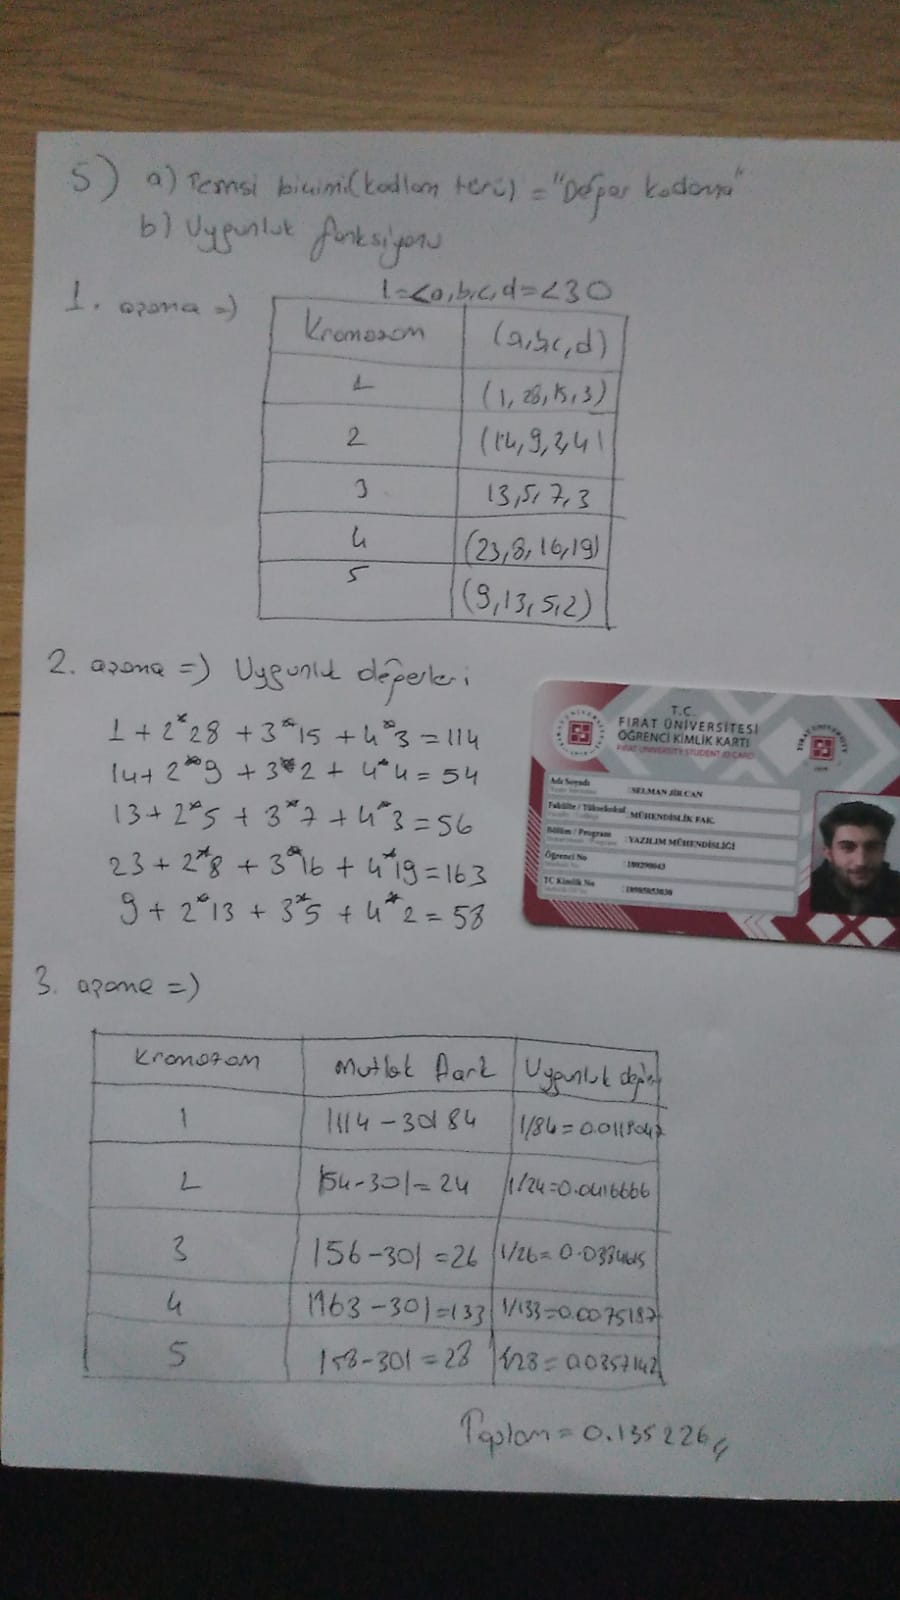 5) a) Temsi biçimi(kodlam türü) = "Değer kodama"
b) Uygunluk fonksiyonu
1. aşama =)
1=<a,b,c,d=<30
Kromozom (a,b,c,d)
1 (1, 28, 15, 3)
2 (14, 9, 2, 4)
3 13, 5, 7, 3
4 (23, 8, 16, 19)
5 (9, 13, 5, 2)
2. aşama =) Uygunluk değerleri
1 + 2*28 + 3*15 + 4*3 = 114
14 + 2*9 + 3*2 + 4*4 = 54
13 + 2*5 + 3*7 + 4*3 = 56
23 + 2*8 + 3*16 + 4*19 = 163
9 + 2*13 + 3*5 + 4*2 = 58
T.C.
FIRAT ÜNİVERSİTESİ
ÖĞRENCİ KİMLİK KARTI
FIRAT UNIVERSITY STUDENT ID CARD
Adı Soyadı : SELMAN JİR CAN
Fakülte / Yüksekokul : MÜHENDİSLİK FAK.
Bölüm / Program : YAZILIM MÜHENDİSLİĞİ
Öğrenci No
TC Kimlik No
3. aşama =)
Kromozom Mutlak Fark Uygunluk değeri
1 |114-30| 84 1/84=0.0119047
2 |54-30|=24 1/24=0.0416666
3 |56-30|=26 1/26=0.0384615
4 |163-30|=133 1/133=0.0075187
5 |58-30|=28 1/28=0.0357142
Toplam = 0.135226